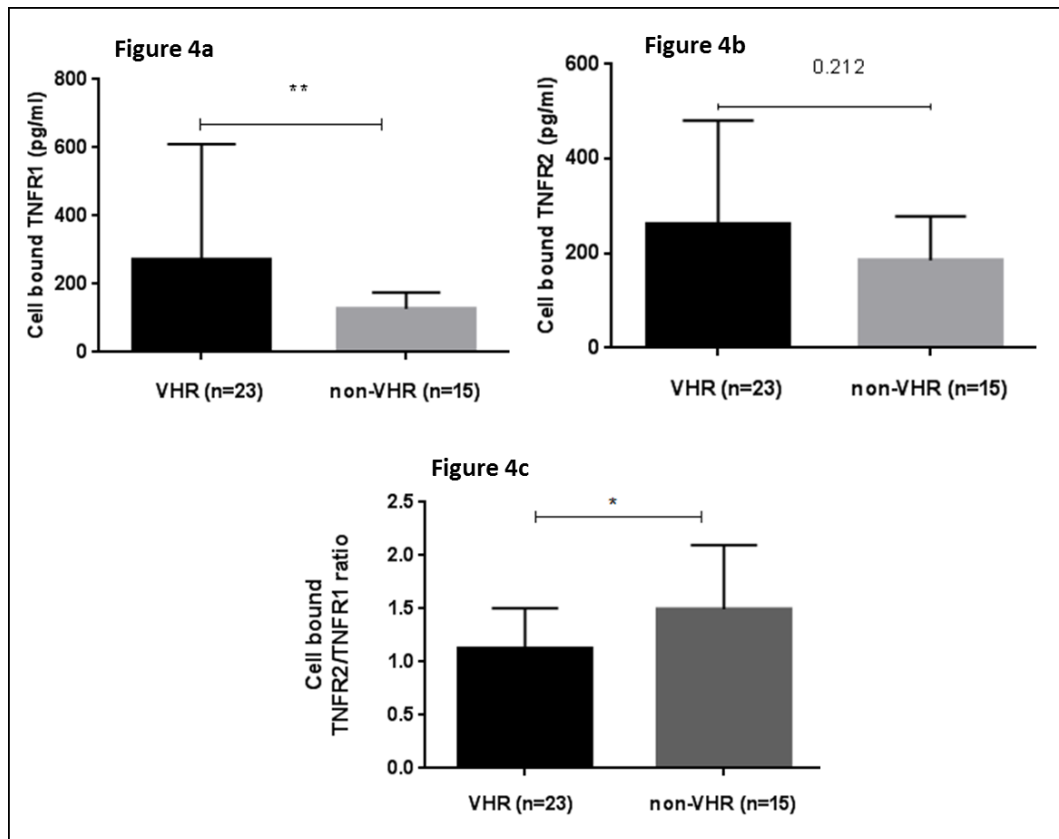 Figure 4a
Cell bound TNFR1 (pg/ml)
800
600
400
200
0
**
VHR (n=23)
non-VHR (n=15)
Figure 4b
Cell bound TNFR2 (pg/ml)
600
400
200
0
0.212
VHR (n=23)
non-VHR (n=15)
Figure 4c
Cell bound
TNFR2/TNFR1 ratio
2.5
2.0
1.5
1.0
0.5
0.0
*
VHR (n=23)
non-VHR (n=15)